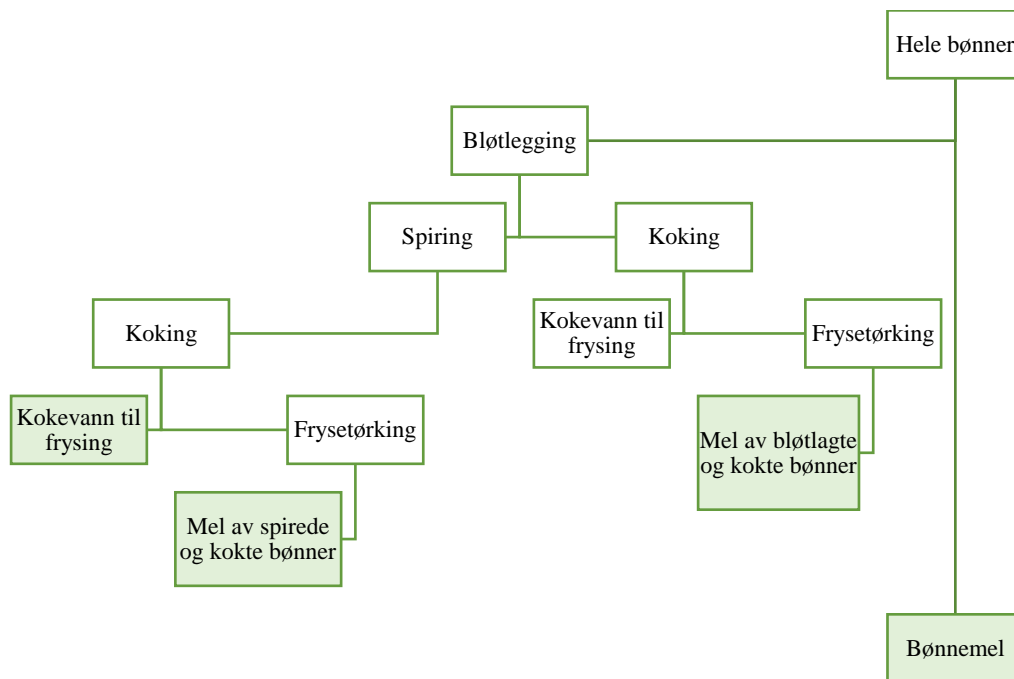 Hele bønner
Bløtlegging
Spiring
Koking
Koking
Kokevann til
frysing
Frysetørking
Kokevann til
frysing
Frysetørking
Mel av bløtlagte
og kokte bønner
Mel av spirede
og kokte bønner
Bønnemel